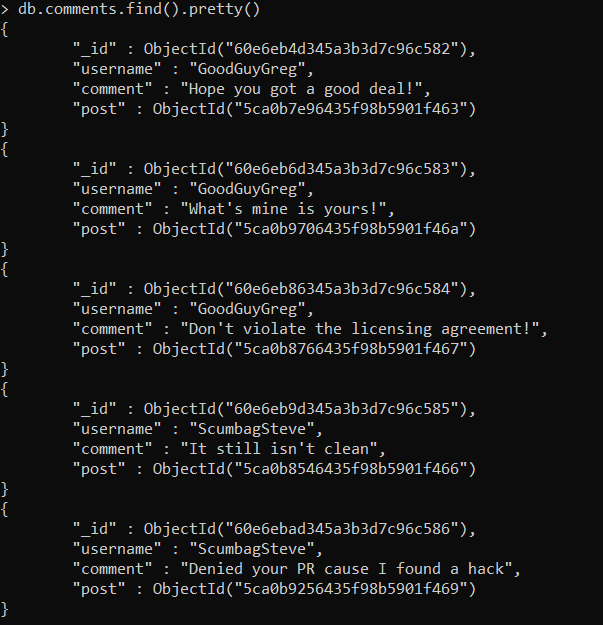 > db.comments.find().pretty()
{
"_id" : ObjectId("60e6eb4d345a3b3d7c96c582"),
"username" : "GoodGuyGreg",
"comment" : "Hope you got a good deal!",
"post" : ObjectId("5ca0b7e96435f98b5901f463")
}
{
"_id" : ObjectId("60e6eb6d345a3b3d7c96c583"),
"username" : "GoodGuyGreg",
"comment" : "What's mine is yours!",
"post" : ObjectId("5ca0b9706435f98b5901f46a")
}
{
"_id" : ObjectId("60e6eb86345a3b3d7c96c584"),
"username" : "GoodGuyGreg",
"comment" : "Don't violate the licensing agreement!",
"post" : ObjectId("5ca0b8766435f98b5901f467")
}
{
"_id" : ObjectId("60e6eb9d345a3b3d7c96c585"),
"username" : "ScumbagSteve",
"comment" : "It still isn't clean",
"post" : ObjectId("5ca0b8546435f98b5901f466")
}
{
"_id" : ObjectId("60e6ebad345a3b3d7c96c586"),
"username" : "ScumbagSteve",
"comment" : "Denied your PR cause I found a hack",
"post" : ObjectId("5ca0b9256435f98b5901f469")
}